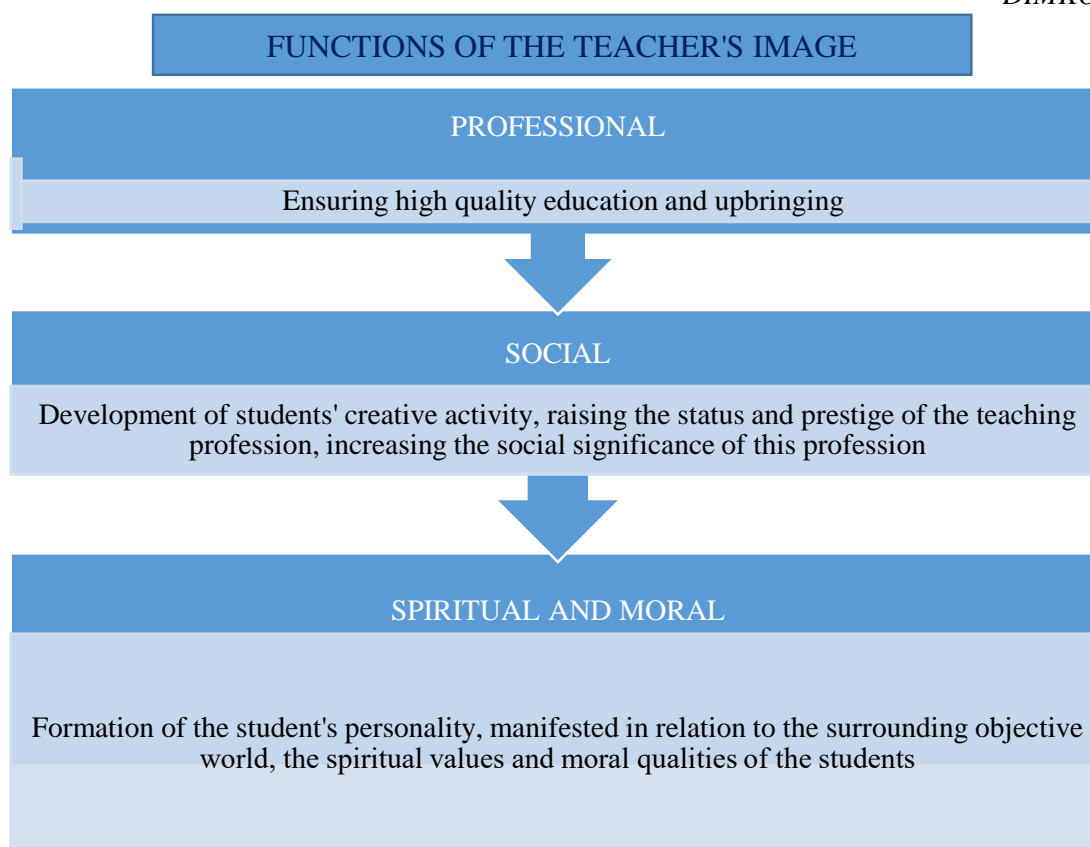 FUNCTIONS OF THE TEACHER'S IMAGE
PROFESSIONAL
Ensuring high quality education and upbringing
SOCIAL
Development of students' creative activity, raising the status and prestige of the teaching
profession, increasing the social significance of this profession
SPIRITUAL AND MORAL
Formation of the student's personality, manifested in relation to the surrounding objective
world, the spiritual values and moral qualities of the students